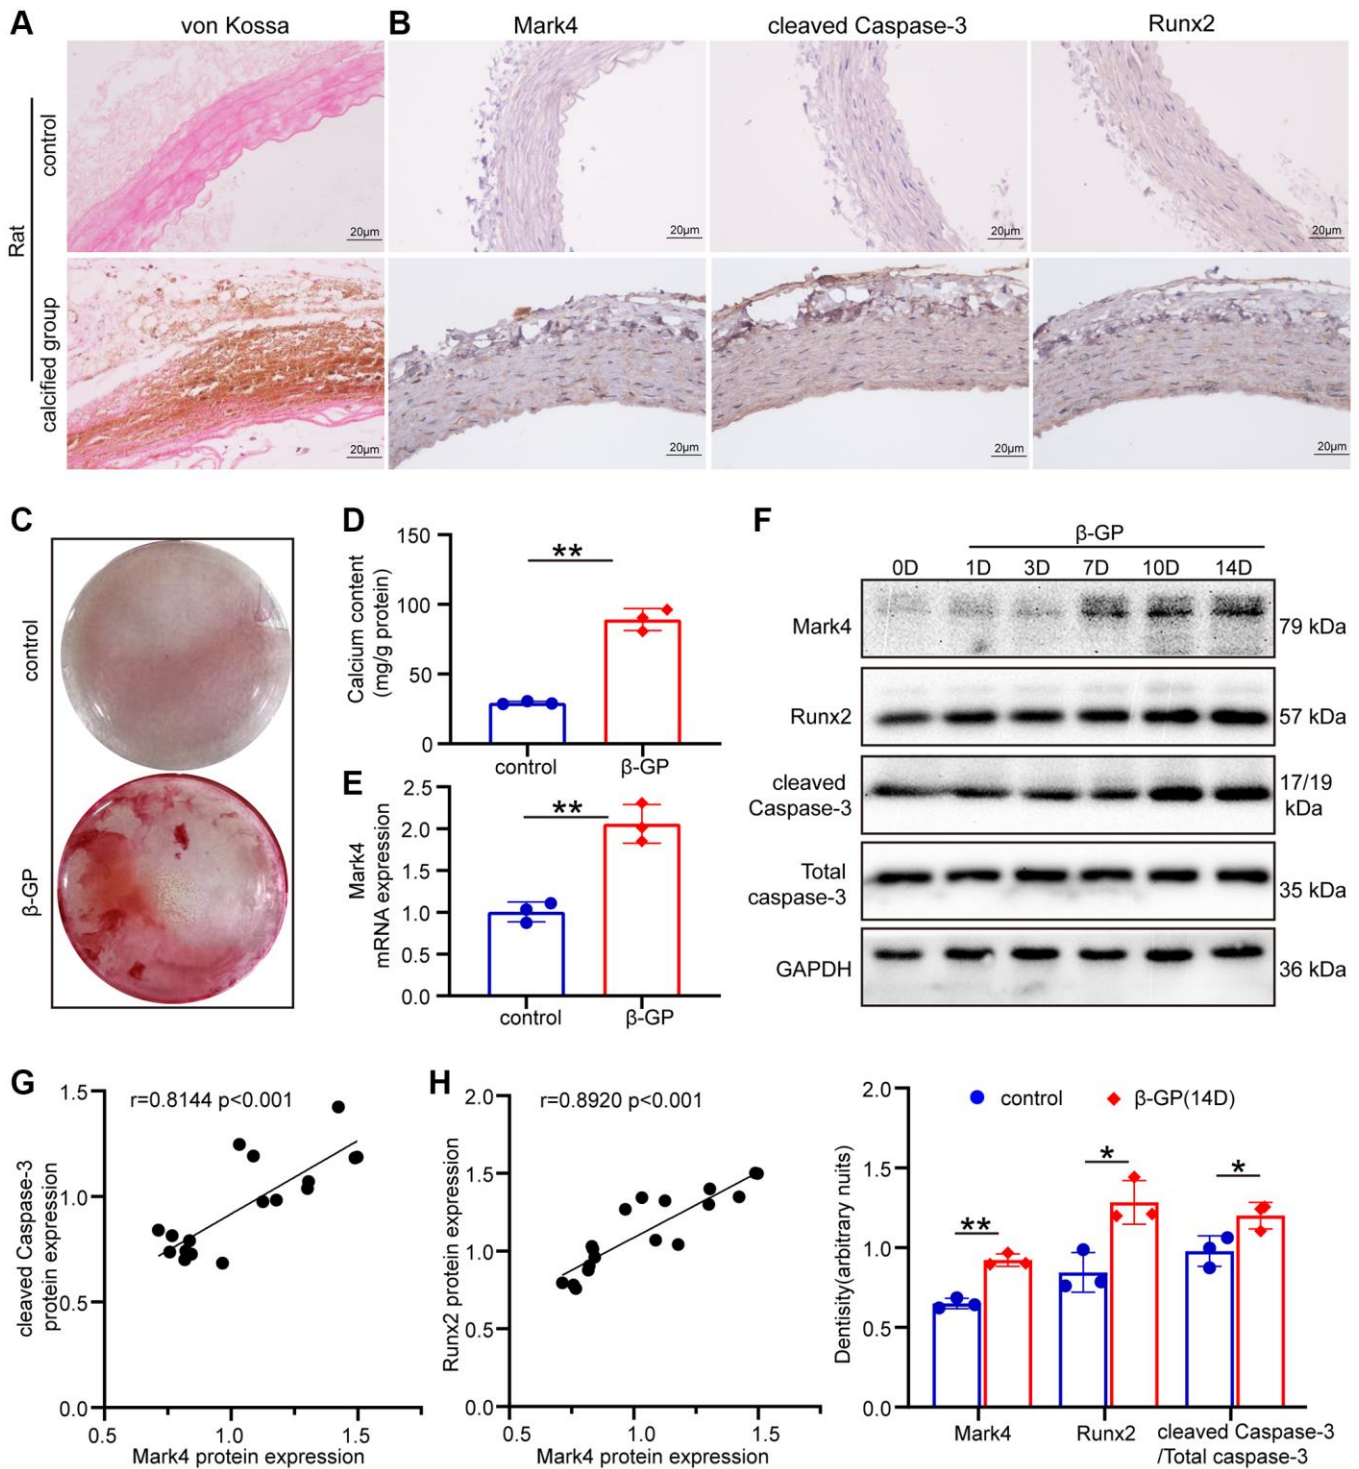 A
von Kossa
B
Mark4
cleaved Caspase-3
Runx2
Rat
control
calcified group
20μm
20μm
20μm
20μm
20μm
20μm
20μm
20μm
C
control
β-GP
D
Calcium content
(mg/g protein)
150
100
50
0
**
control
β-GP
E
Mark4
mRNA expression
2.5
2.0
1.5
1.0
0.5
0.0
**
control
β-GP
F
β-GP
0D 1D 3D 7D 10D 14D
Mark4
79 kDa
Runx2
57 kDa
cleaved
Caspase-3
17/19
kDa
Total
caspase-3
35 kDa
GAPDH
36 kDa
G
r=0.8144 p<0.001
cleaved Caspase-3
protein expression
1.5
1.0
0.5
0.0
0.5 1.0 1.5
Mark4 protein expression
H
r=0.8920 p<0.001
Runx2 protein expression
2.0
1.5
1.0
0.5
0.0
0.5 1.0 1.5
Mark4 protein expression
Dentisity(arbitrary nuits)
2.0
1.5
1.0
0.5
0.0
control
β-GP(14D)
**
*
*
Mark4
Runx2
cleaved Caspase-3
/Total caspase-3